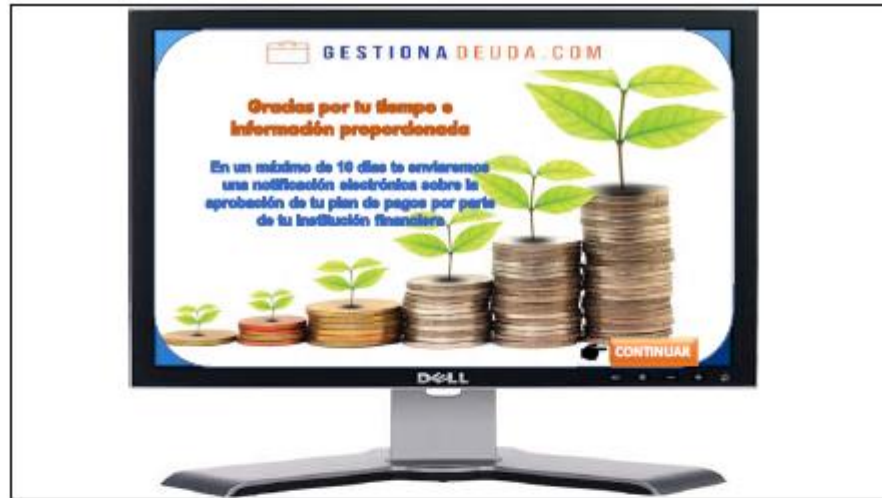 GESTIONADEUDA.COM
Gracias por tu tiempo e
información proporcionada
En un máximo de 10 días te enviaremos
una notificación electrónica sobre la
aprobación de tu plan de pagos por parte
de tu institución financiera
CONTINUAR
DELL